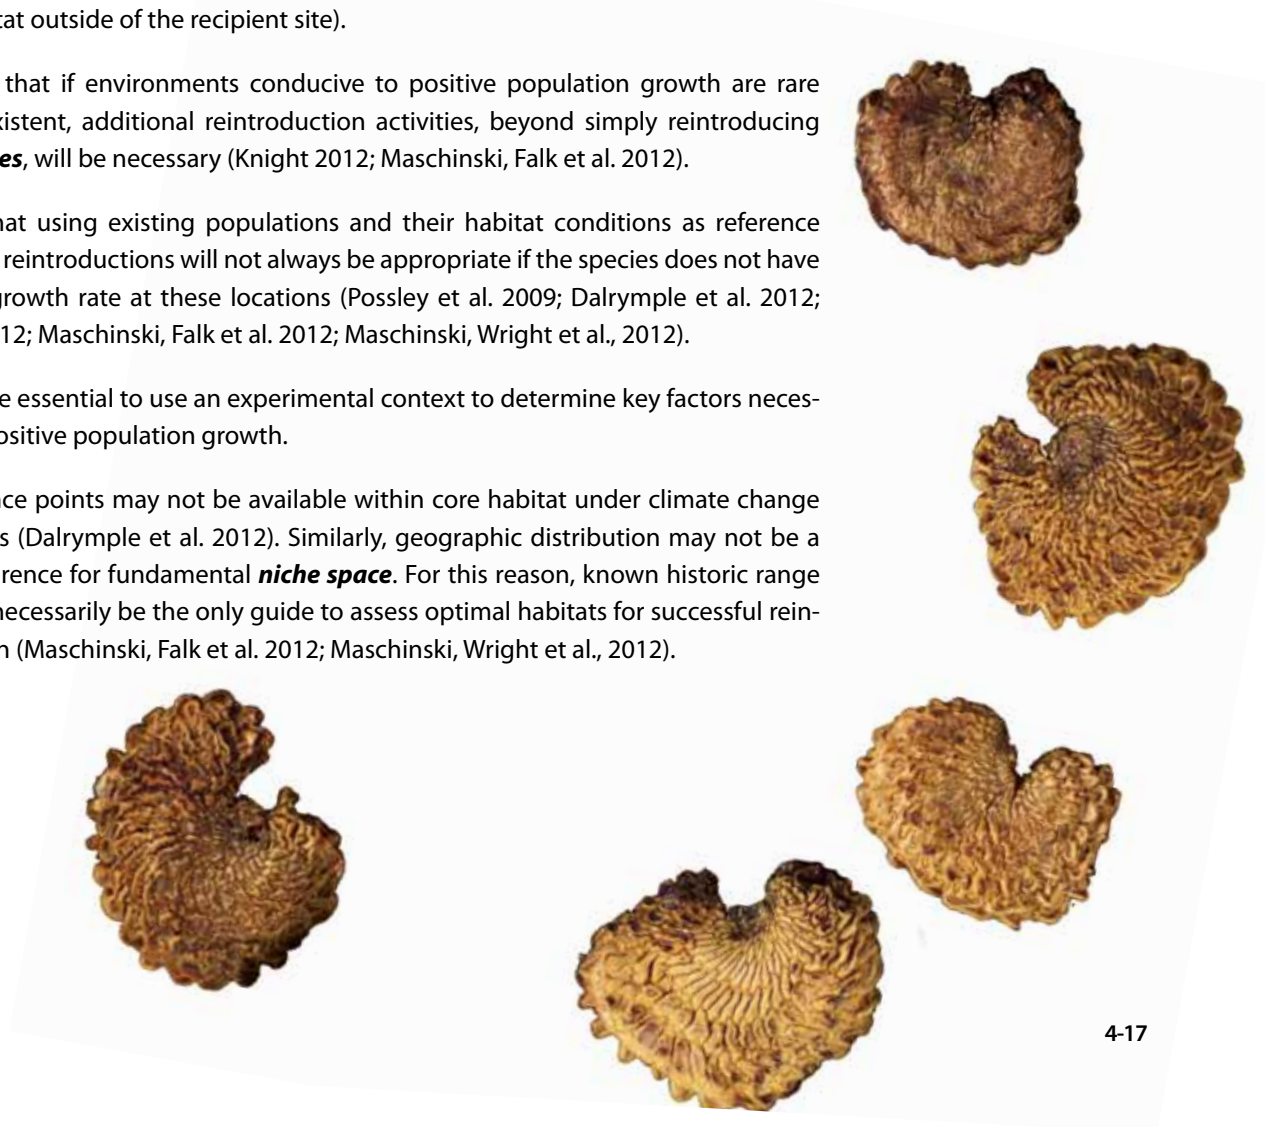 tat outside of the recipient site).
that if environments conducive to positive population growth are rare
xistent, additional reintroduction activities, beyond simply reintroducing
es, will be necessary (Knight 2012; Maschinski, Falk et al. 2012).
hat using existing populations and their habitat conditions as reference
reintroductions will not always be appropriate if the species does not have
growth rate at these locations (Possley et al. 2009; Dalrymple et al. 2012;
12; Maschinski, Falk et al. 2012; Maschinski, Wright et al., 2012).
e essential to use an experimental context to determine key factors neces-
ositive population growth.
nce points may not be available within core habitat under climate change
s (Dalrymple et al. 2012). Similarly, geographic distribution may not be a
erence for fundamental niche space. For this reason, known historic range
necessarily be the only guide to assess optimal habitats for successful rein-
n (Maschinski, Falk et al. 2012; Maschinski, Wright et al., 2012).
4-17